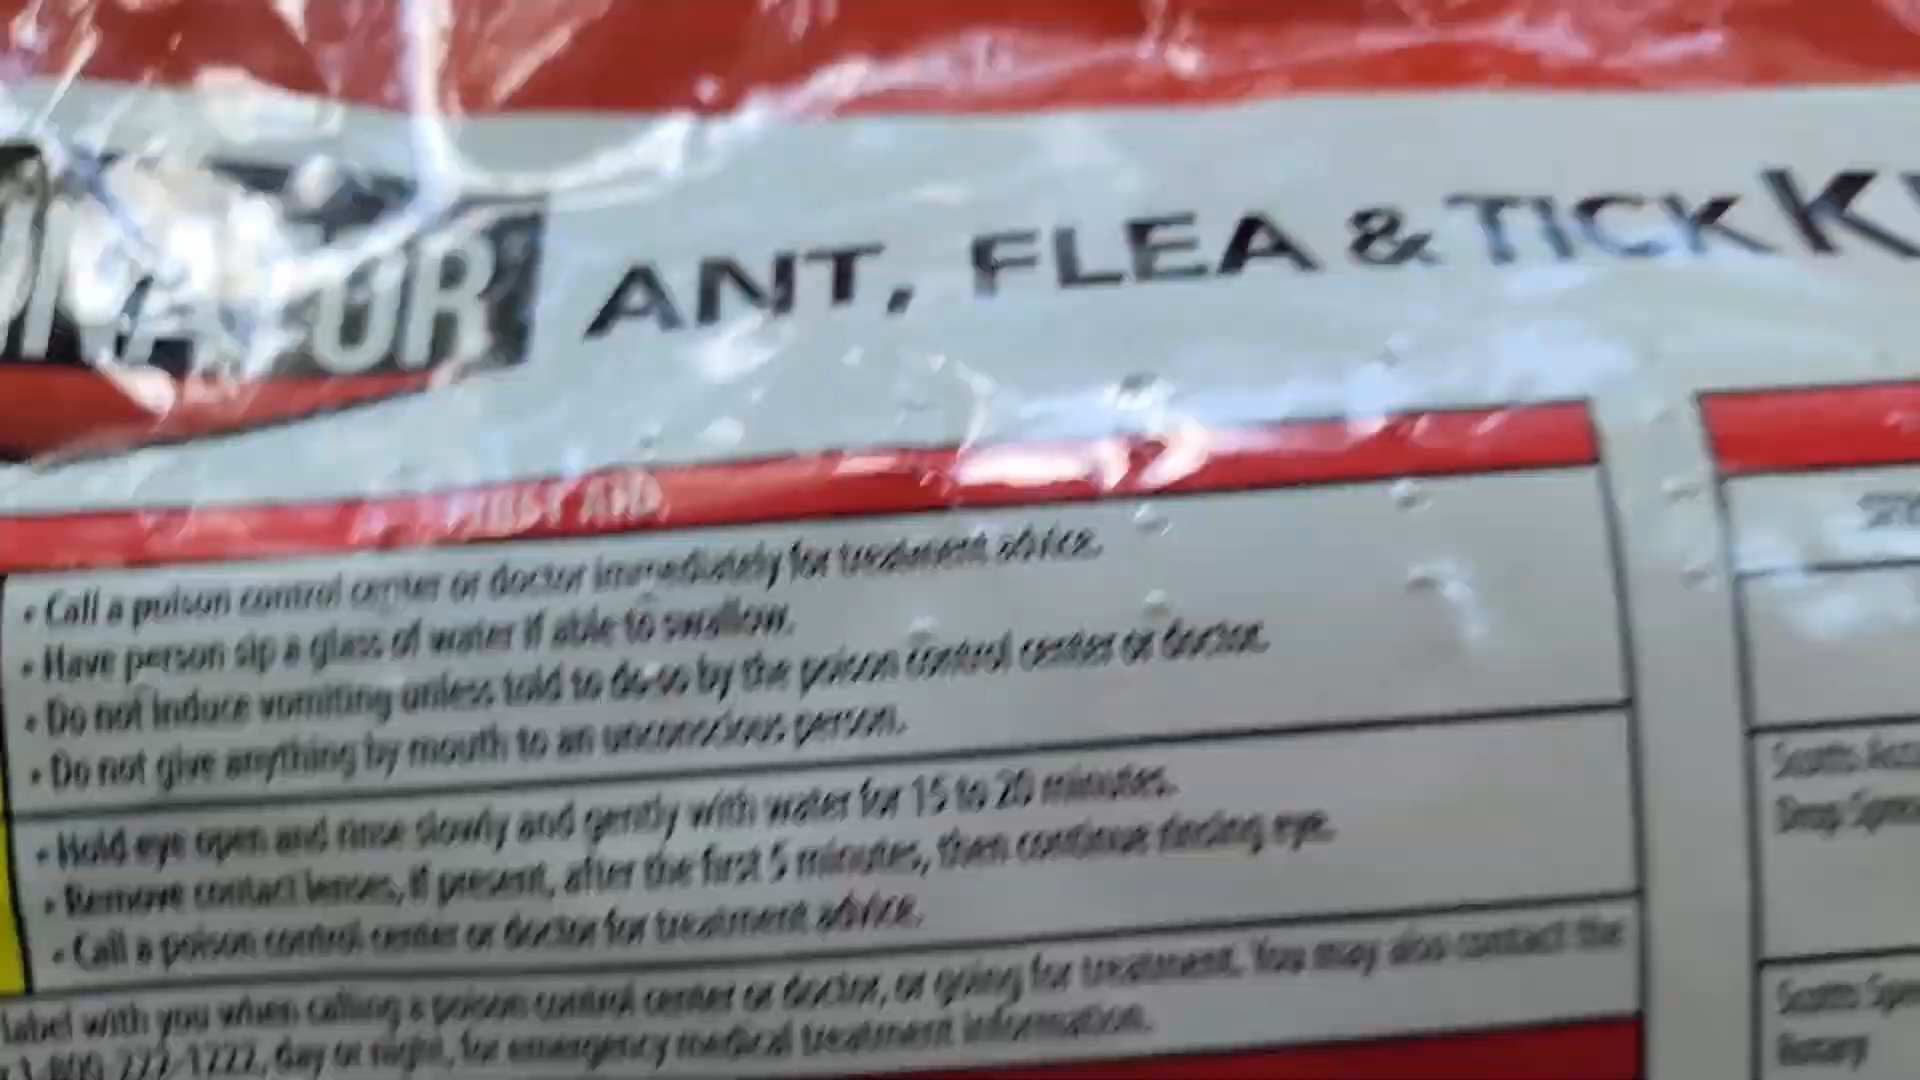 ANT, FLEA & TICK K
FIRST AID
• Call a poison control center or doctor immediately for treatment advice.
• Have person sip a glass of water if able to swallow.
• Do not induce vomiting unless told to do so by the poison control center or doctor.
• Do not give anything by mouth to an unconscious person.
• Hold eye open and rinse slowly and gently with water for 15 to 20 minutes.
• Remove contact lenses, if present, after the first 5 minutes, then continue rinsing eye.
• Call a poison control center or doctor for treatment advice.
label with you when calling a poison control center or doctor, or going for treatment. You may also contact the
1-800-222-1222, day or night, for emergency medical treatment information.
Scotts
Drop
Scotts
Rotary